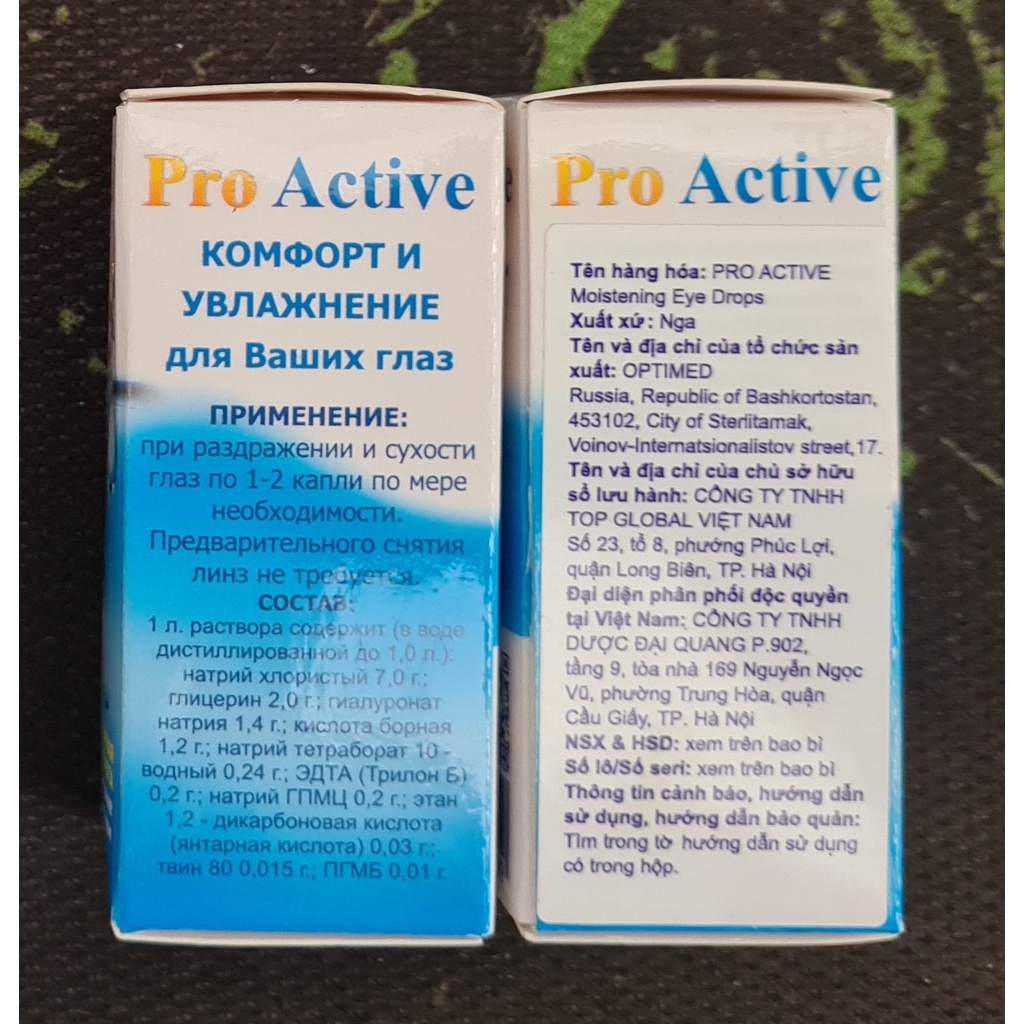 Pro Active
КОМФОРТ И
УВЛАЖНЕНИЕ
для Ваших глаз
ПРИМЕНЕНИЕ:
при раздражении и сухости
глаз по 1-2 капли по мере
необходимости.
Предварительного снятия
линз не требуется.
СОСТАВ:
1 л. раствора содержит (в воде
дистиллированной до 1,0 л.):
натрий хлористый 7,0 г.;
глицерин 2,0 г.; гиалуронат
натрия 1,4 г.; кислота борная
1,2 г.; натрий тетраборат 10 -
водный 0,24 г.; ЭДТА (Трилон Б)
0,2 г.; натрий ГПМЦ 0,2 г.; этан
1,2 - дикарбоновая кислота
(янтарная кислота) 0,03 г.;
твин 80 0,015 г.; ПГМБ 0,01 г.
Pro Active
Tên hàng hóa: PRO ACTIVE
Moistening Eye Drops
Xuất xứ : Nga
Tên và địa chỉ của tổ chức sản
xuất: OPTIMED
Russia, Republic of Bashkortostan,
453102, City of Sterlitamak,
Voinov-Internatsionalistov street,17.
Tên và địa chỉ của chủ sở hữu
số lưu hành: CÔNG TY TNHH
TOP GLOBAL VIỆT NAM
Số 23, tổ 8, phướng Phúc Lợi,
quận Long Biên, TP. Hà Nội
Đại diện phân phối độc quyền
tại Việt Nam: CÔNG TY TNHH
DƯỢC ĐẠI QUANG P.902,
tầng 9, tòa nhà 169 Nguyễn Ngọc
Vũ, phường Trung Hòa, quận
Cầu Giấy, TP. Hà Nội
NSX & HSD: xem trên bao bì
Số lô/Số seri: xem trên bao bì
Thông tin cảnh báo, hướng dẫn
sử dụng, hướng dẫn bảo quản:
Tìm trong tờ hướng dẫn sử dụng
có trong hộp.